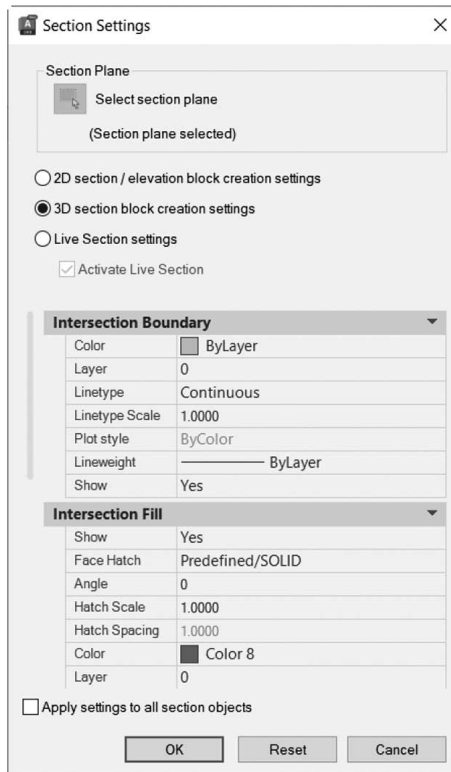 Section Settings
Section Plane
Select section plane
(Section plane selected)
2D section / elevation block creation settings
3D section block creation settings
Live Section settings
Activate Live Section
Intersection Boundary
Color ByLayer
Layer 0
Linetype Continuous
Linetype Scale 1.0000
Plot style ByColor
Lineweight ByLayer
Show Yes
Intersection Fill
Show Yes
Face Hatch Predefined/SOLID
Angle 0
Hatch Scale 1.0000
Hatch Spacing 1.0000
Color Color 8
Layer 0
Apply settings to all section objects
OK Reset Cancel